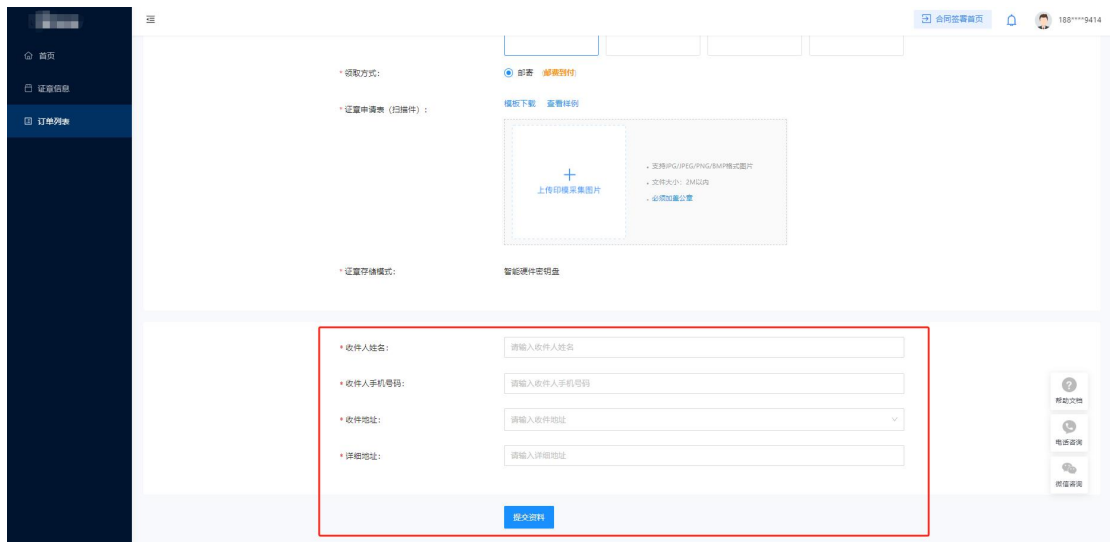 合同签署首页
188****9414
首页
证章信息
订单列表
* 领取方式：
邮寄 (邮费到付)
* 证章申请表（扫描件）：
模板下载 查看样例
上传印模采集图片
支持JPG/JPEG/PNG/BMP格式图片
文件大小：2M以内
必须加盖公章
* 证章存储模式：
智能硬件密钥盘
* 收件人姓名：
请输入收件人姓名
* 收件人手机号码：
请输入收件人手机号码
* 收件地址：
请输入收件地址
* 详细地址：
请输入详细地址
提交资料
帮助文档
电话咨询
微信咨询